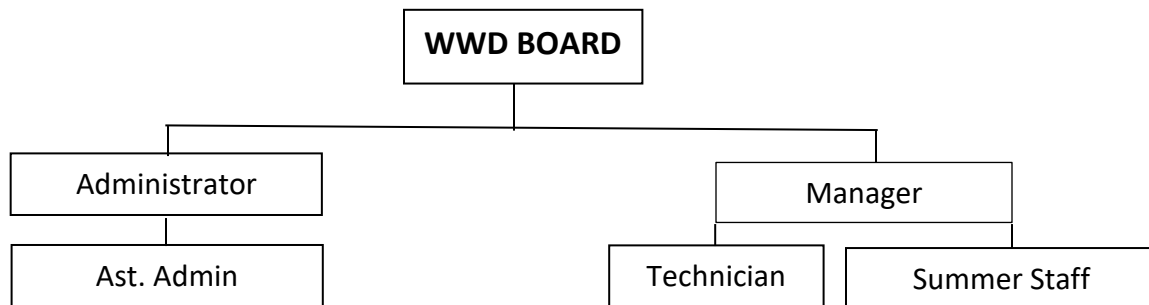 WWD BOARD
Administrator
Manager
Ast. Admin
Technician
Summer Staff